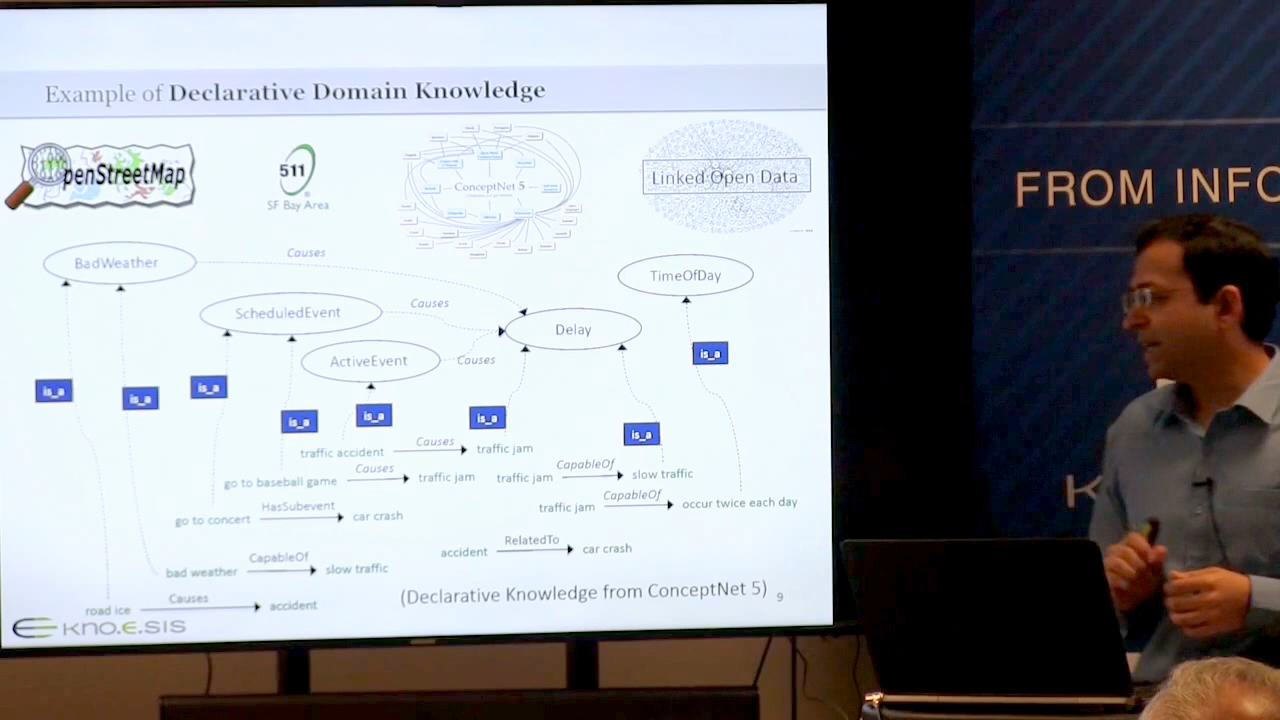 Example of Declarative Domain Knowledge
penStreetMap
511
SF Bay Area
ConceptNet 5
Linked Open Data
FROM INFO
BadWeather
Causes
TimeOfDay
ScheduledEvent
Causes
Delay
ActiveEvent
Causes
is_a
is_a
is_a
is_a
is_a
is_a
is_a
is_a
traffic accident
Causes
traffic jam
go to baseball game
Causes
traffic jam
traffic jam
CapableOf
slow traffic
traffic jam
CapableOf
occur twice each day
go to concert
HasSubevent
car crash
accident
RelatedTo
car crash
bad weather
CapableOf
slow traffic
road ice
Causes
accident
(Declarative Knowledge from ConceptNet 5)
9
kno.e.sis
K